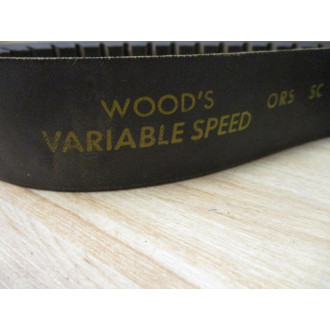 WOOD'S ORS SC
VARIABLE SPEED